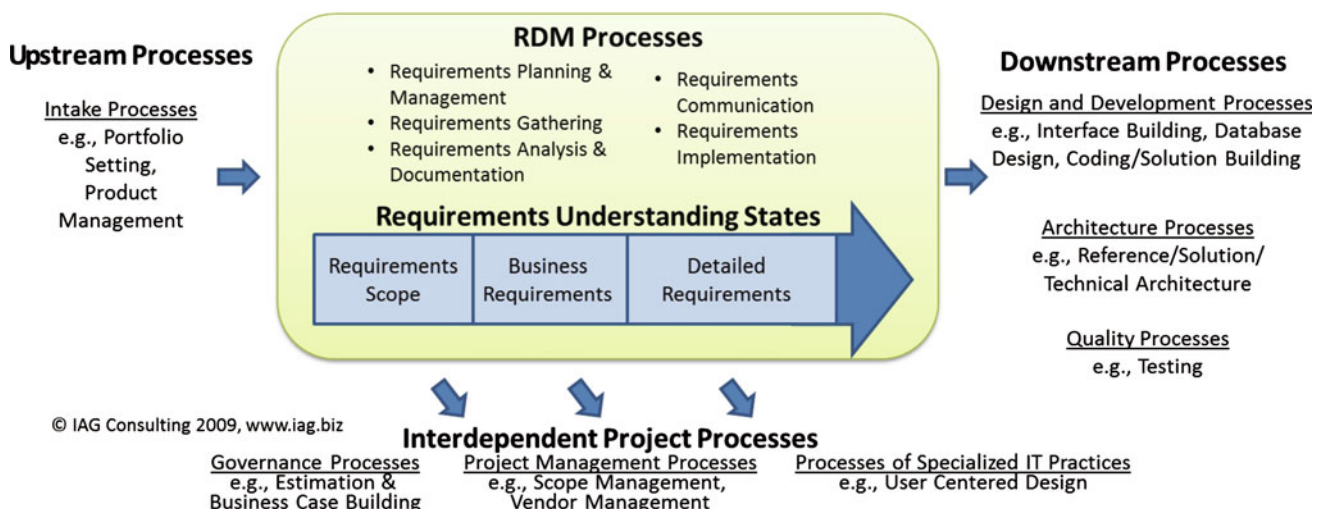 Upstream Processes
Intake Processes
e.g., Portfolio
Setting,
Product
Management
RDM Processes
• Requirements Planning &
Management
• Requirements Gathering
• Requirements Analysis &
Documentation
• Requirements
Communication
• Requirements
Implementation
Requirements Understanding States
Requirements
Scope
Business
Requirements
Detailed
Requirements
Downstream Processes
Design and Development Processes
e.g., Interface Building, Database
Design, Coding/Solution Building
Architecture Processes
e.g., Reference/Solution/
Technical Architecture
Quality Processes
e.g., Testing
© IAG Consulting 2009, www.iag.biz
Interdependent Project Processes
Governance Processes
e.g., Estimation &
Business Case Building
Project Management Processes
e.g., Scope Management,
Vendor Management
Processes of Specialized IT Practices
e.g., User Centered Design